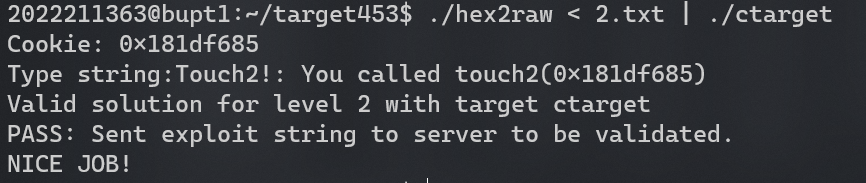 2022211363@bupt1:~/target453$ ./hex2raw < 2.txt | ./ctarget
Cookie: 0x181df685
Type string:Touch2!: You called touch2(0x181df685)
Valid solution for level 2 with target ctarget
PASS: Sent exploit string to server to be validated.
NICE JOB!